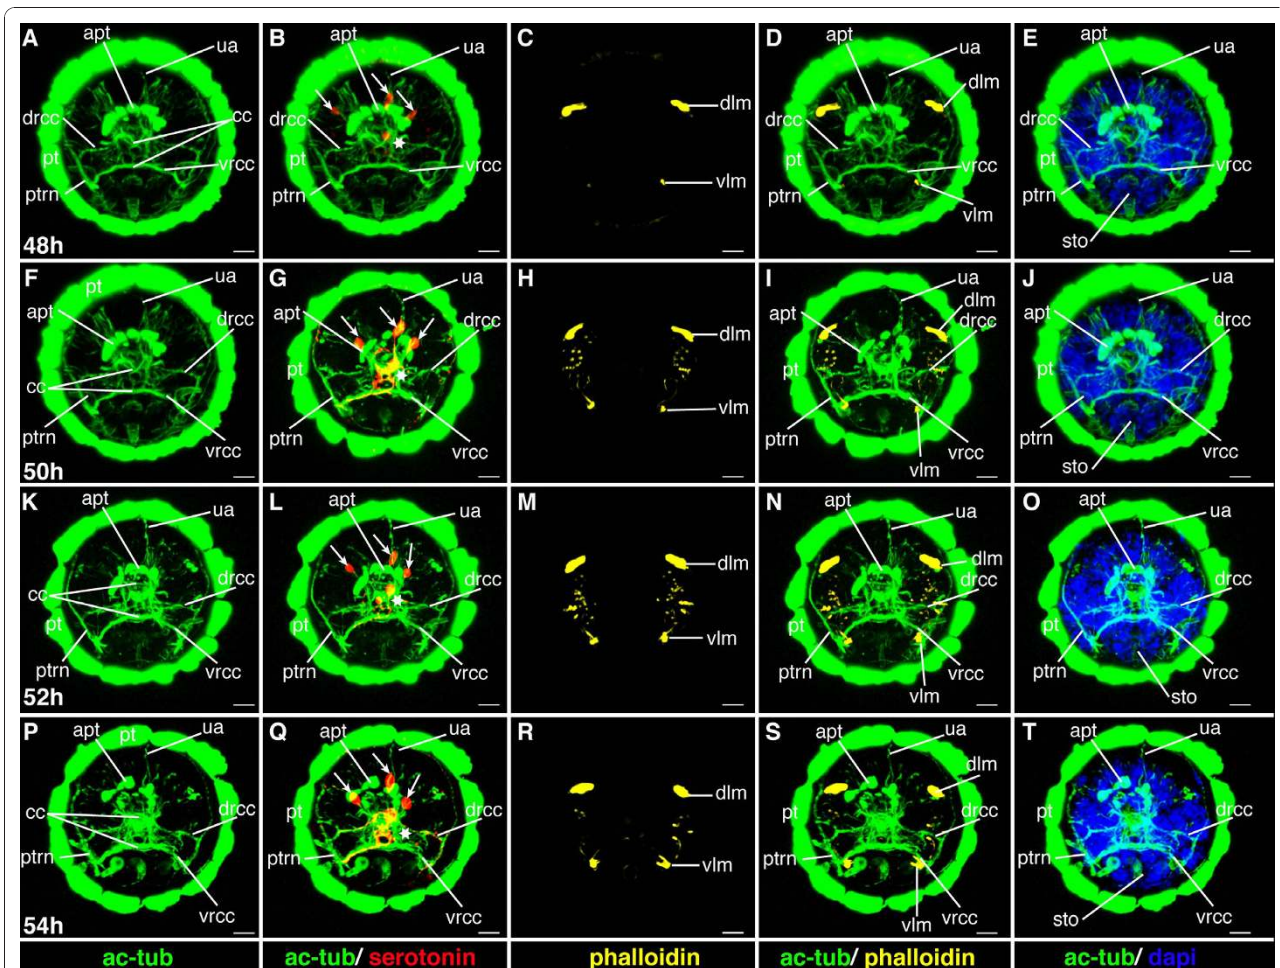 A
apt
ua
drcc
cc
pt
vrcc
ptrn
48h
B
apt
ua
drcc
vrcc
ptrn
C
dlm
vlm
D
apt
ua
dlm
drcc
pt
vrcc
ptrn
vlm
E
apt
ua
drcc
vrcc
ptrn
sto
F
pt
ua
apt
drcc
cc
ptrn
vrcc
50h
G
ua
apt
drcc
pt
ptrn
vrcc
H
dlm
vlm
I
ua
dlm
apt
drcc
pt
ptrn
vrcc
vlm
J
ua
apt
drcc
ptrn
vrcc
sto
K
apt
ua
drcc
cc
pt
ptrn
vrcc
52h
L
apt
ua
drcc
ptrn
vrcc
M
dlm
vlm
N
apt
ua
dlm
drcc
pt
ptrn
vrcc
vlm
O
apt
ua
drcc
ptrn
vrcc
sto
P
apt
pt
ua
cc
drcc
ptrn
vrcc
54h
Q
apt
ua
drcc
pt
ptrn
vrcc
R
dlm
vlm
S
apt
ua
dlm
drcc
pt
ptrn
vrcc
vlm
T
apt
ua
drcc
pt
ptrn
vrcc
sto
ac-tub
ac-tub/ serotonin
phalloidin
ac-tub/ phalloidin
ac-tub/ dapi